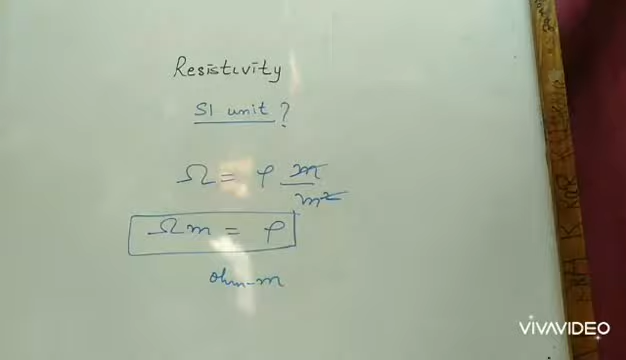 Resistivity
SI unit ?
Ω = ρ m/m²
Ωm = ρ
ohm-m
VIVAVIDEO